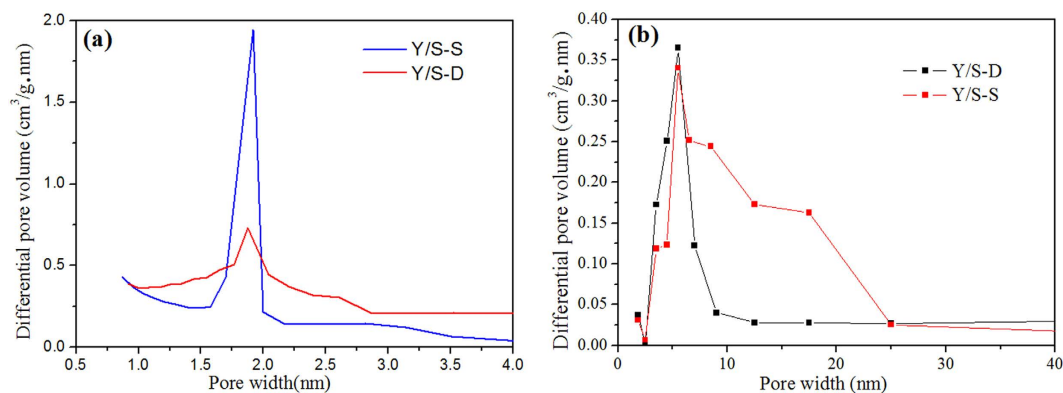 (a)
Y/S-S
Y/S-D
Differential pore volume (cm³/g.nm)
2.0
1.5
1.0
0.5
0.0
0.5 1.0 1.5 2.0 2.5 3.0 3.5 4.0
Pore width(nm)
(b)
Y/S-D
Y/S-S
Differential pore volume (cm³/g.nm)
0.40
0.35
0.30
0.25
0.20
0.15
0.10
0.05
0.00
0 10 20 30 40
Pore width (nm)